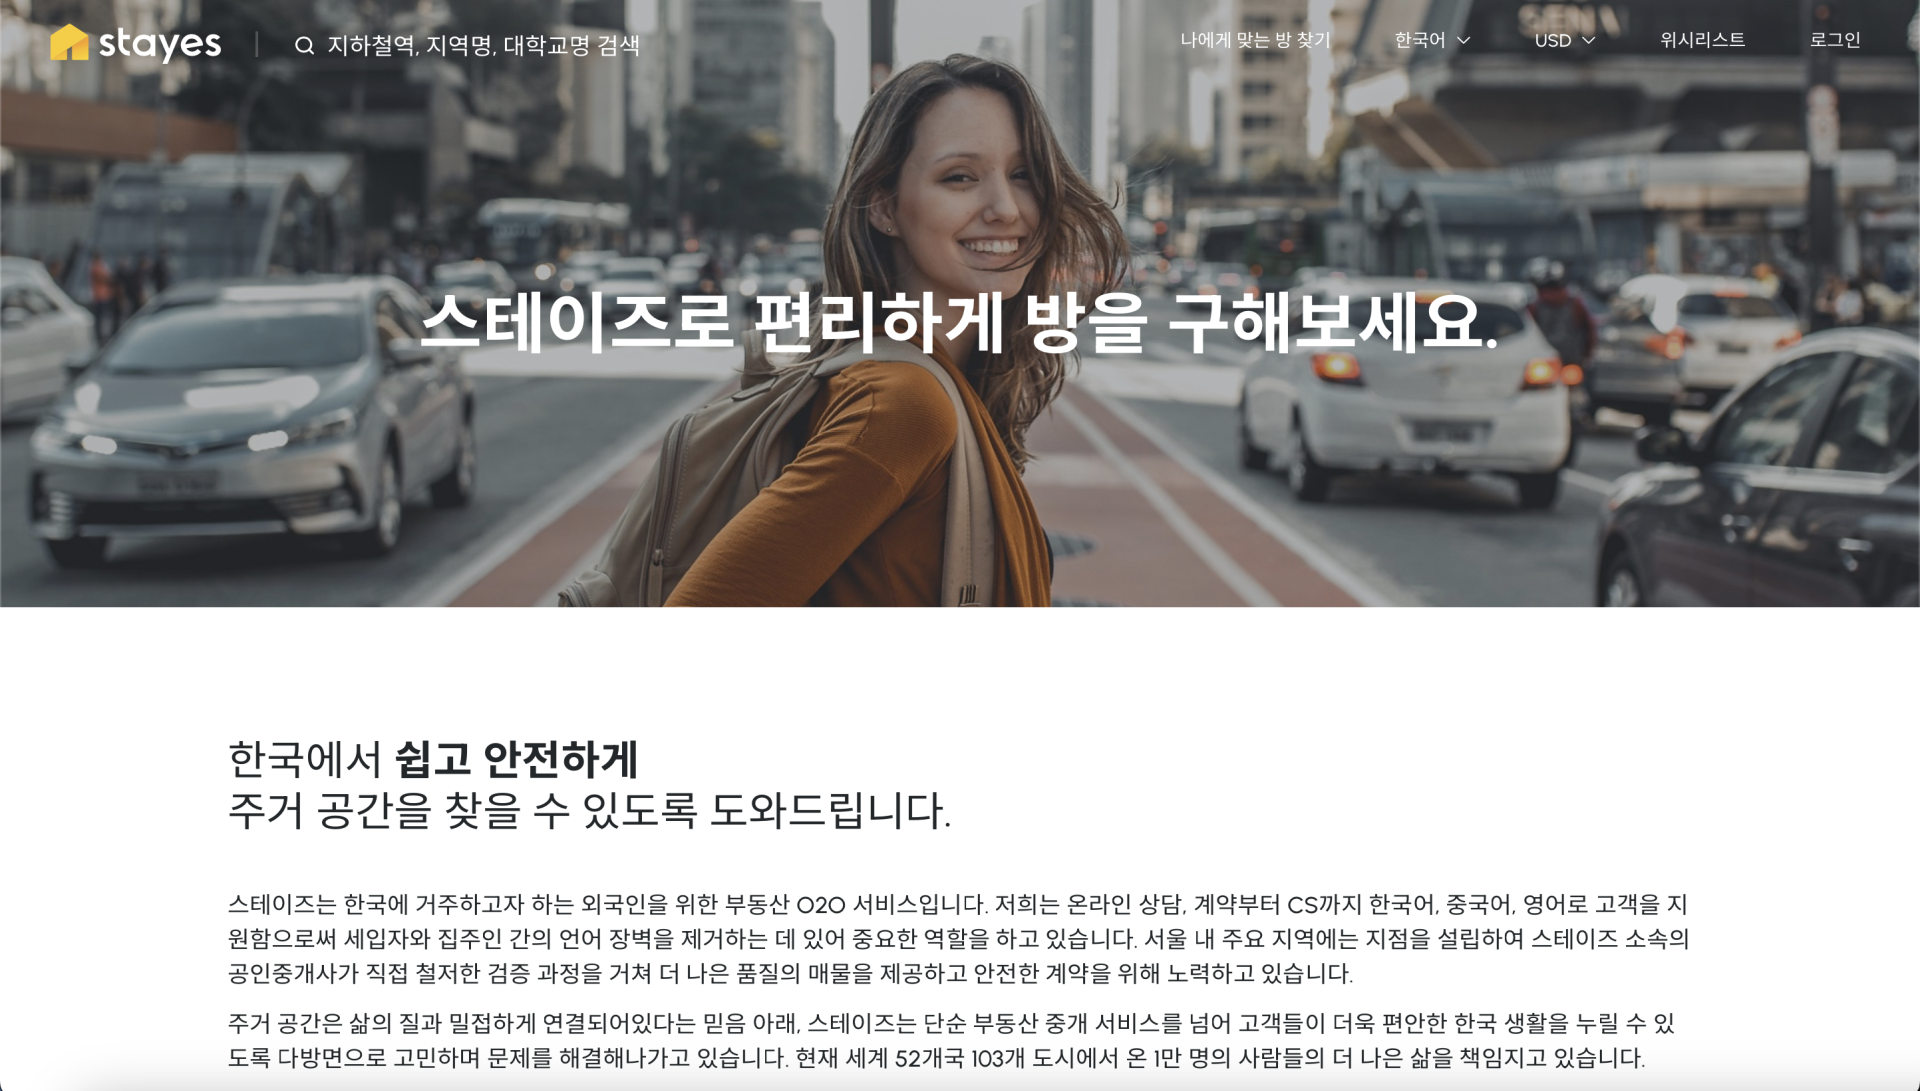 stayes
지하철역, 지역명, 대학교명 검색
나에게 맞는 방 찾기
한국어
USD
위시리스트
로그인
스테이즈로 편리하게 방을 구해보세요.
한국에서 쉽고 안전하게
주거 공간을 찾을 수 있도록 도와드립니다.
스테이즈는 한국에 거주하고자 하는 외국인을 위한 부동산 O2O 서비스입니다. 저희는 온라인 상담, 계약부터 CS까지 한국어, 중국어, 영어로 고객을 지
원함으로써 세입자와 집주인 간의 언어 장벽을 제거하는 데 있어 중요한 역할을 하고 있습니다. 서울 내 주요 지역에는 지점을 설립하여 스테이즈 소속의
공인중개사가 직접 철저한 검증 과정을 거쳐 더 나은 품질의 매물을 제공하고 안전한 계약을 위해 노력하고 있습니다.
주거 공간은 삶의 질과 밀접하게 연결되어있다는 믿음 아래, 스테이즈는 단순 부동산 중개 서비스를 넘어 고객들이 더욱 편안한 한국 생활을 누릴 수 있
도록 다방면으로 고민하며 문제를 해결해나가고 있습니다. 현재 세계 52개국 103개 도시에서 온 1만 명의 사람들의 더 나은 삶을 책임지고 있습니다.